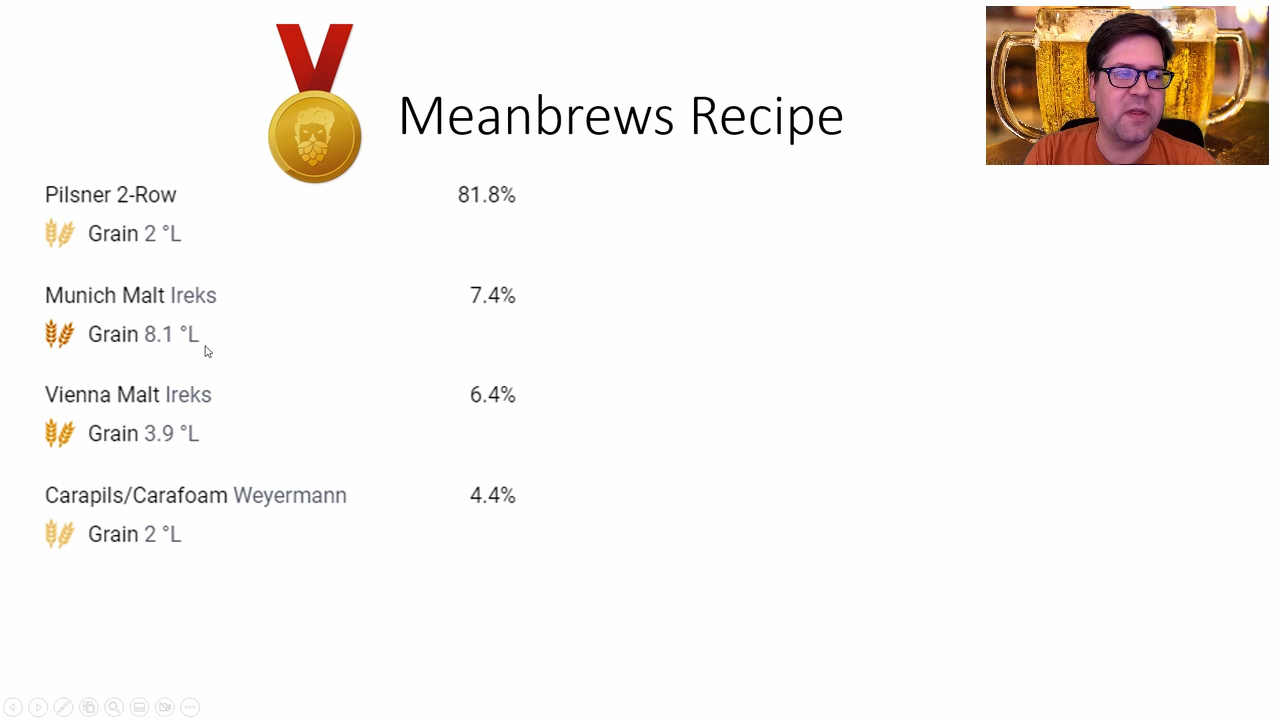 Meanbrews Recipe
Pilsner 2-Row 81.8%
Grain 2 °L
Munich Malt Ireks 7.4%
Grain 8.1 °L
Vienna Malt Ireks 6.4%
Grain 3.9 °L
Carapils/Carafoam Weyermann 4.4%
Grain 2 °L